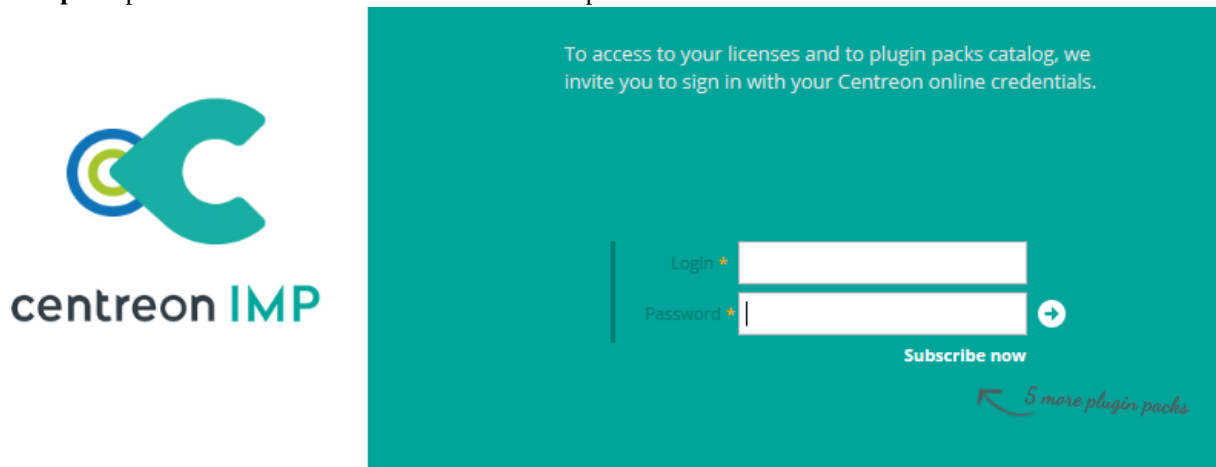 To access to your licenses and to plugin packs catalog, we
invite you to sign in with your Centreon online credentials.
centreon IMP
Login *
Password *
Subscribe now
5 more plugin packs